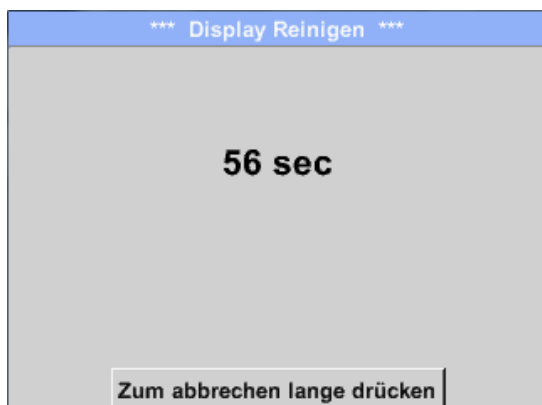 *** Display Reinigen ***
56 sec
Zum abbrechen lange drücken